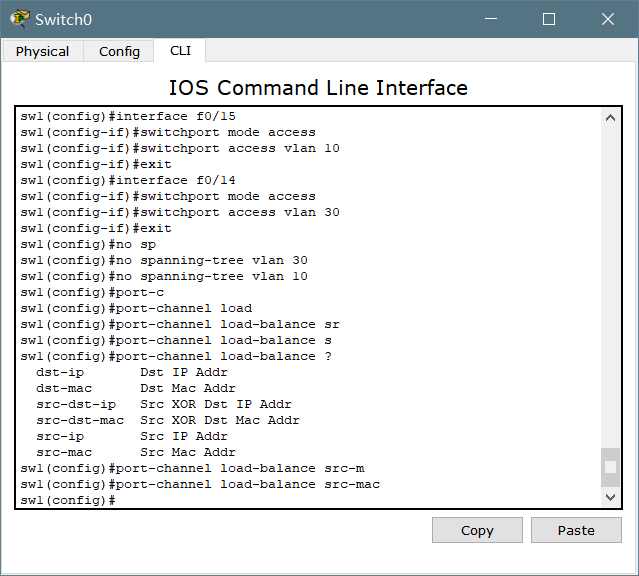 Switch0
Physical Config CLI
IOS Command Line Interface
sw1(config)#interface f0/15
sw1(config-if)#switchport mode access
sw1(config-if)#switchport access vlan 10
sw1(config-if)#exit
sw1(config)#interface f0/14
sw1(config-if)#switchport mode access
sw1(config-if)#switchport access vlan 30
sw1(config-if)#exit
sw1(config)#no sp
sw1(config)#no spanning-tree vlan 30
sw1(config)#no spanning-tree vlan 10
sw1(config)#port-c
sw1(config)#port-channel load
sw1(config)#port-channel load-balance sr
sw1(config)#port-channel load-balance s
sw1(config)#port-channel load-balance ?
dst-ip Dst IP Addr
dst-mac Dst Mac Addr
src-dst-ip Src XOR Dst IP Addr
src-dst-mac Src XOR Dst Mac Addr
src-ip Src IP Addr
src-mac Src Mac Addr
sw1(config)#port-channel load-balance src-m
sw1(config)#port-channel load-balance src-mac
sw1(config)#
Copy Paste